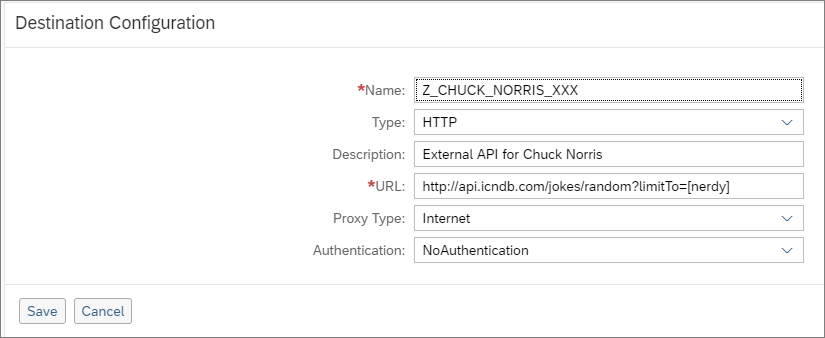 Destination Configuration
*Name: Z_CHUCK_NORRIS_XXX
Type: HTTP
Description: External API for Chuck Norris
*URL: http://api.icndb.com/jokes/random?limitTo=[nerdy]
Proxy Type: Internet
Authentication: NoAuthentication
Save Cancel